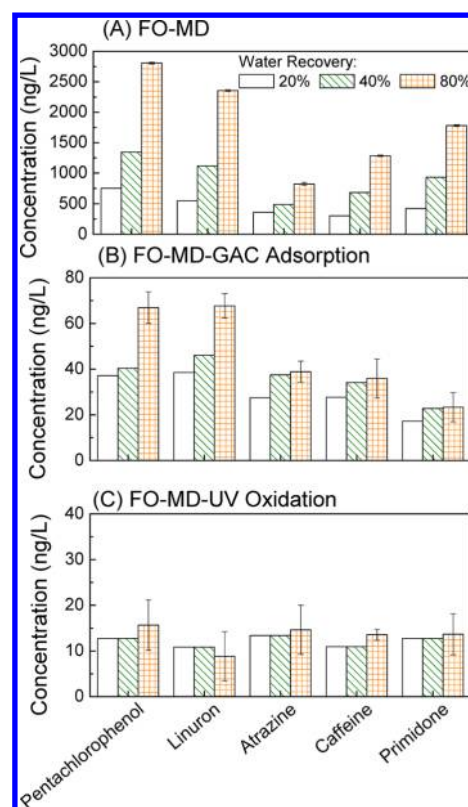 (A) FO-MD
Water Recovery:
20% 40% 80%
3000
2500
2000
1500
1000
500
0
Concentration (ng/L)
(B) FO-MD-GAC Adsorption
80
60
40
20
0
Concentration (ng/L)
(C) FO-MD-UV Oxidation
40
30
20
10
0
Concentration (ng/L)
Pentachlorophenol
Linuron
Atrazine
Caffeine
Primidone